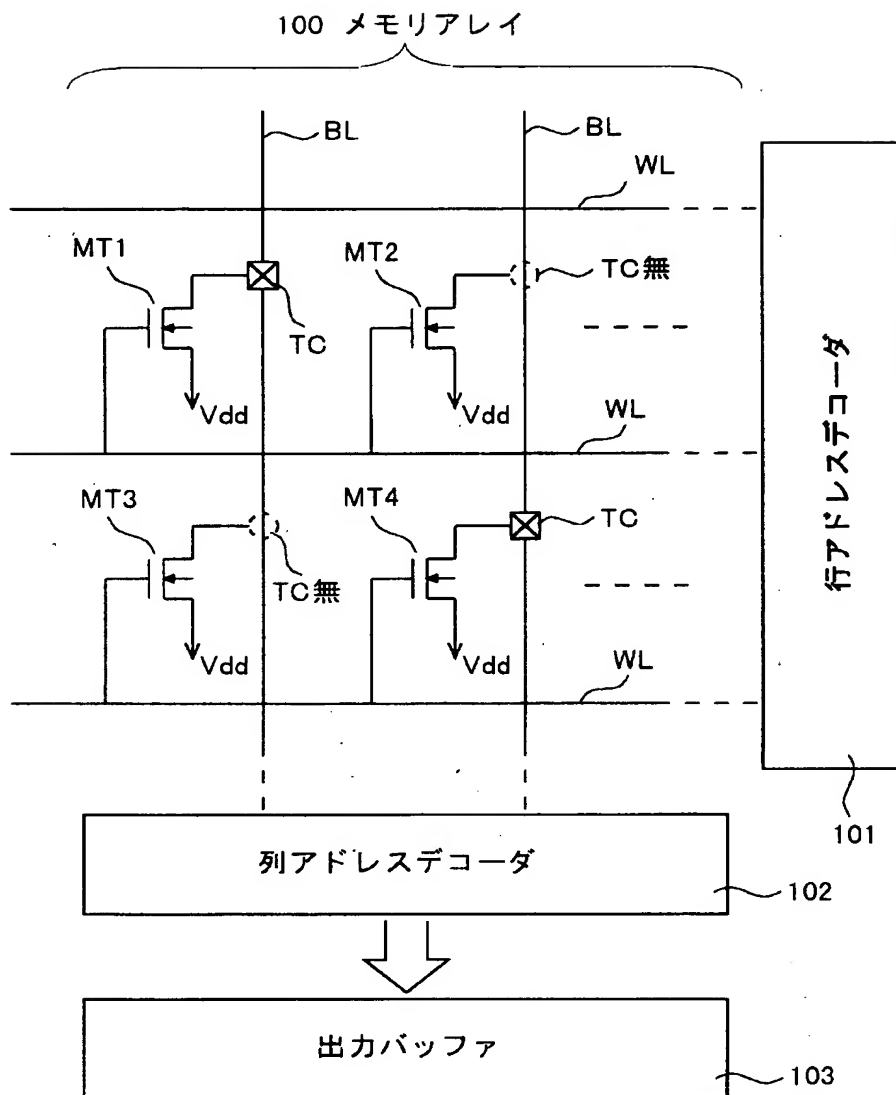 100 メモリアレイ
BL
BL
WL
MT1
MT2
TC無
TC
Vdd
Vdd
WL
MT3
MT4
TC
TC無
Vdd
Vdd
WL
行アドレスデコーダ
101
列アドレスデコーダ
102
出力バッファ
103